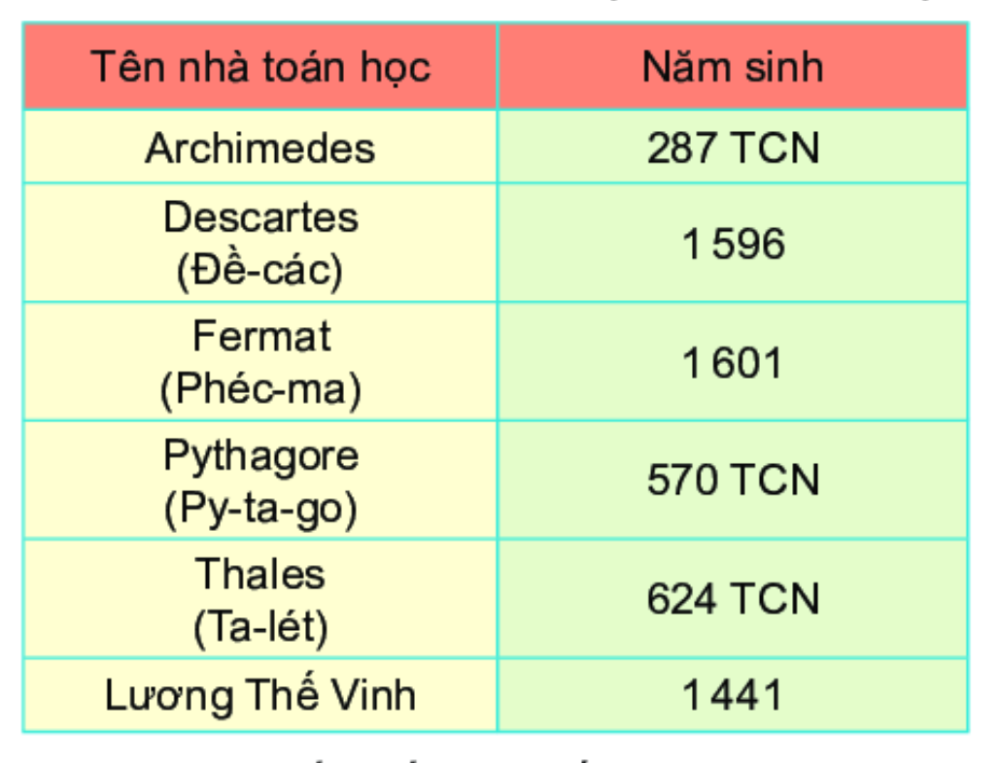 Tên nhà toán học Năm sinh
Archimedes 287 TCN
Descartes
(Đề-các) 1 596
Fermat
(Phéc-ma) 1 601
Pythagore
(Py-ta-go) 570 TCN
Thales
(Ta-lét) 624 TCN
Lương Thế Vinh 1 441